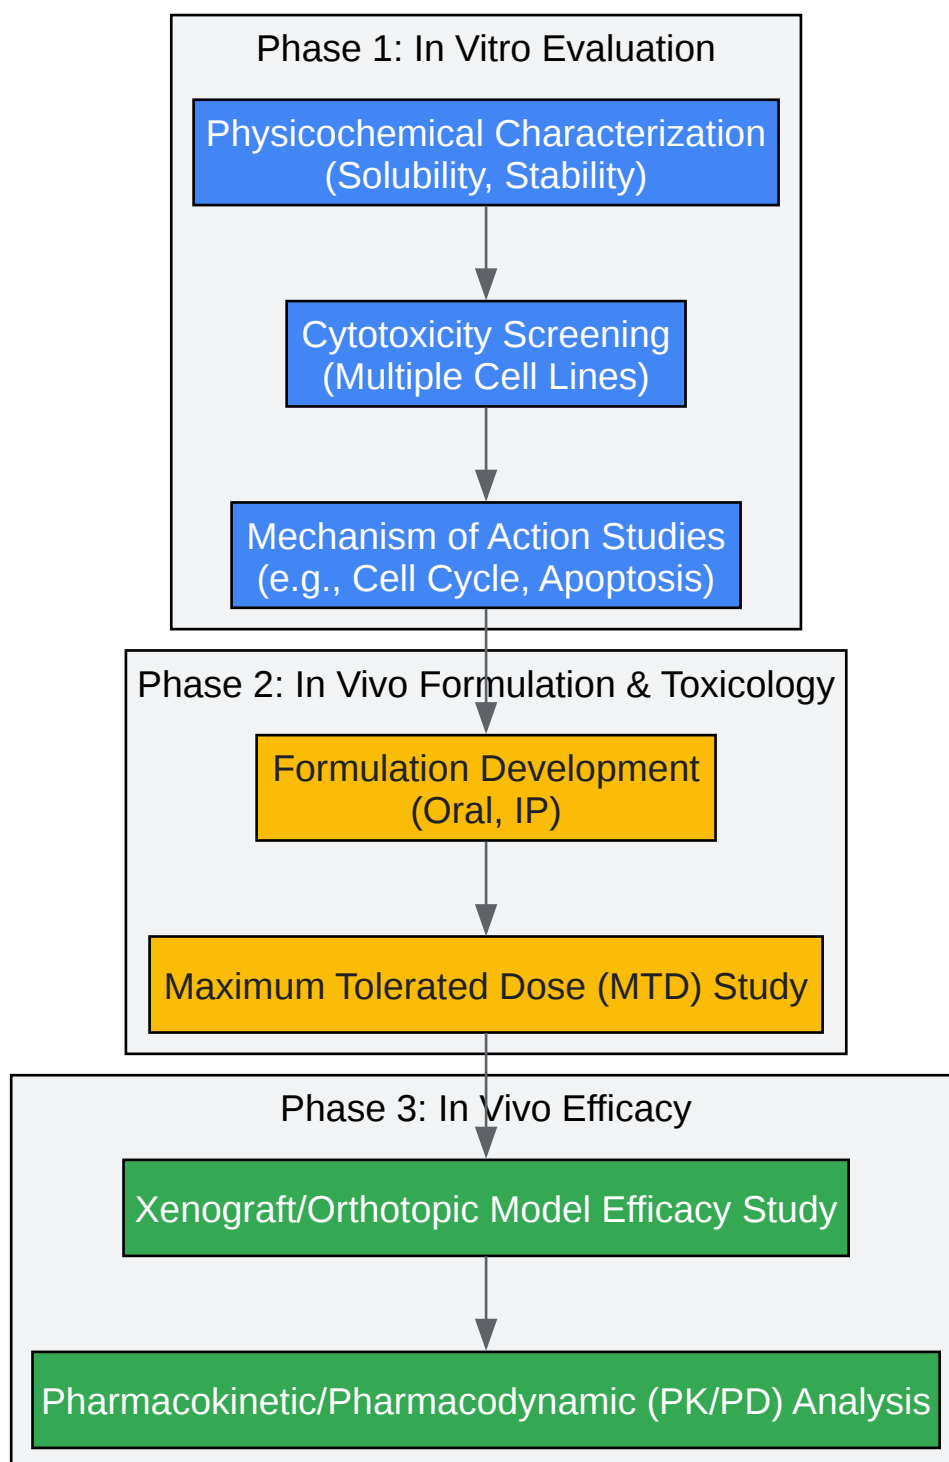 Phase 1: In Vitro Evaluation
Physicochemical Characterization
(Solubility, Stability)
Cytotoxicity Screening
(Multiple Cell Lines)
Mechanism of Action Studies
(e.g., Cell Cycle, Apoptosis)
Phase 2: In Vivo Formulation & Toxicology
Formulation Development
(Oral, IP)
Maximum Tolerated Dose (MTD) Study
Phase 3: In Vivo Efficacy
Xenograft/Orthotopic Model Efficacy Study
Pharmacokinetic/Pharmacodynamic (PK/PD) Analysis